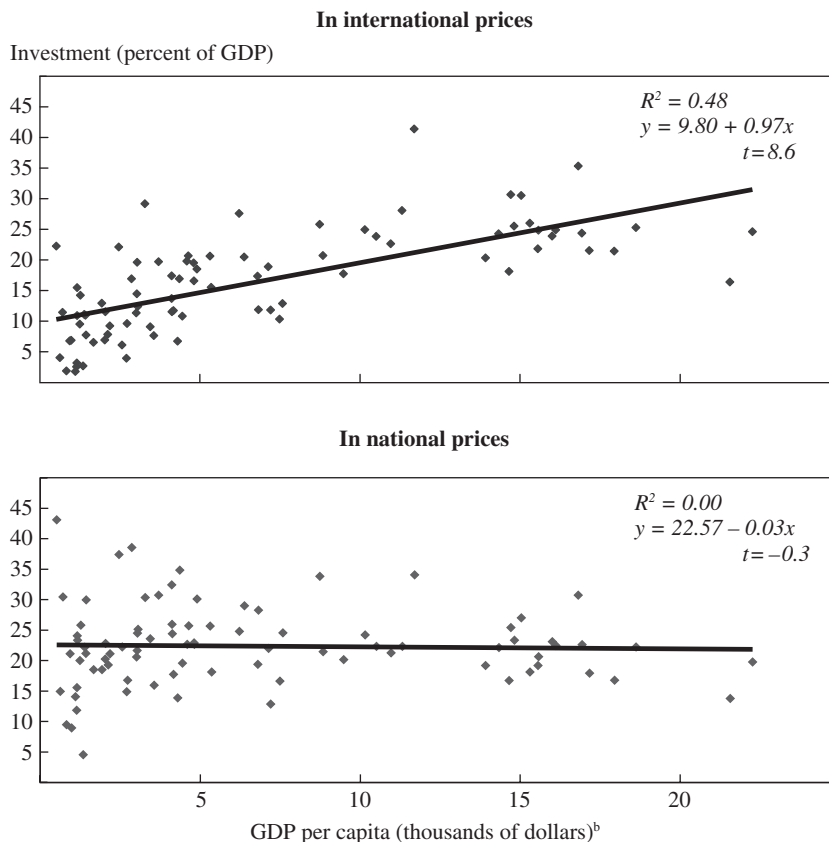 In international prices
Investment (percent of GDP)
R² = 0.48
y = 9.80 + 0.97x
t=8.6
45
40
35
30
25
20
15
10
5
5
10
15
20
In national prices
R² = 0.00
y = 22.57 – 0.03x
t= –0.3
45
40
35
30
25
20
15
10
5
5
10
15
20
GDP per capita (thousands of dollars)ᵇ